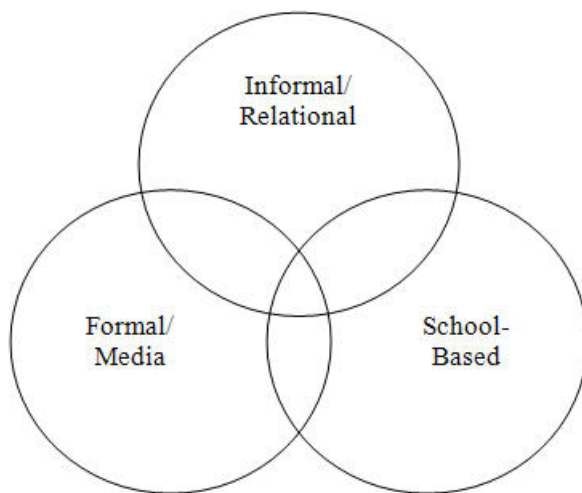 Informal/
Relational
Formal/
Media
School-
Based